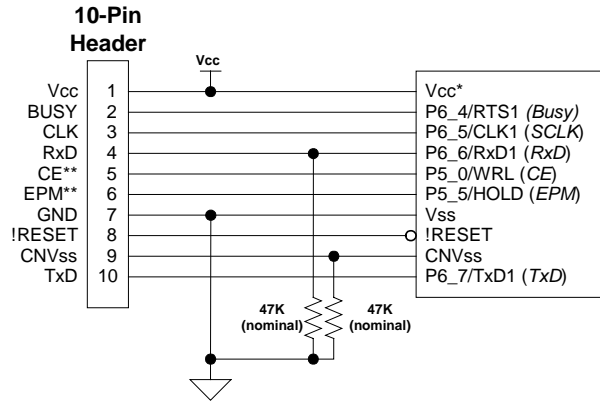 10-Pin
Header
Vcc
Vcc 1 Vcc*
BUSY 2 P6_4/RTS1 (Busy)
CLK 3 P6_5/CLK1 (SCLK)
RxD 4 P6_6/RxD1 (RxD)
CE** 5 P5_0/WRL (CE)
EPM** 6 P5_5/HOLD (EPM)
GND 7 Vss
!RESET 8 !RESET
CNVss 9 CNVss
TxD 10 P6_7/TxD1 (TxD)
47K 47K
(nominal) (nominal)